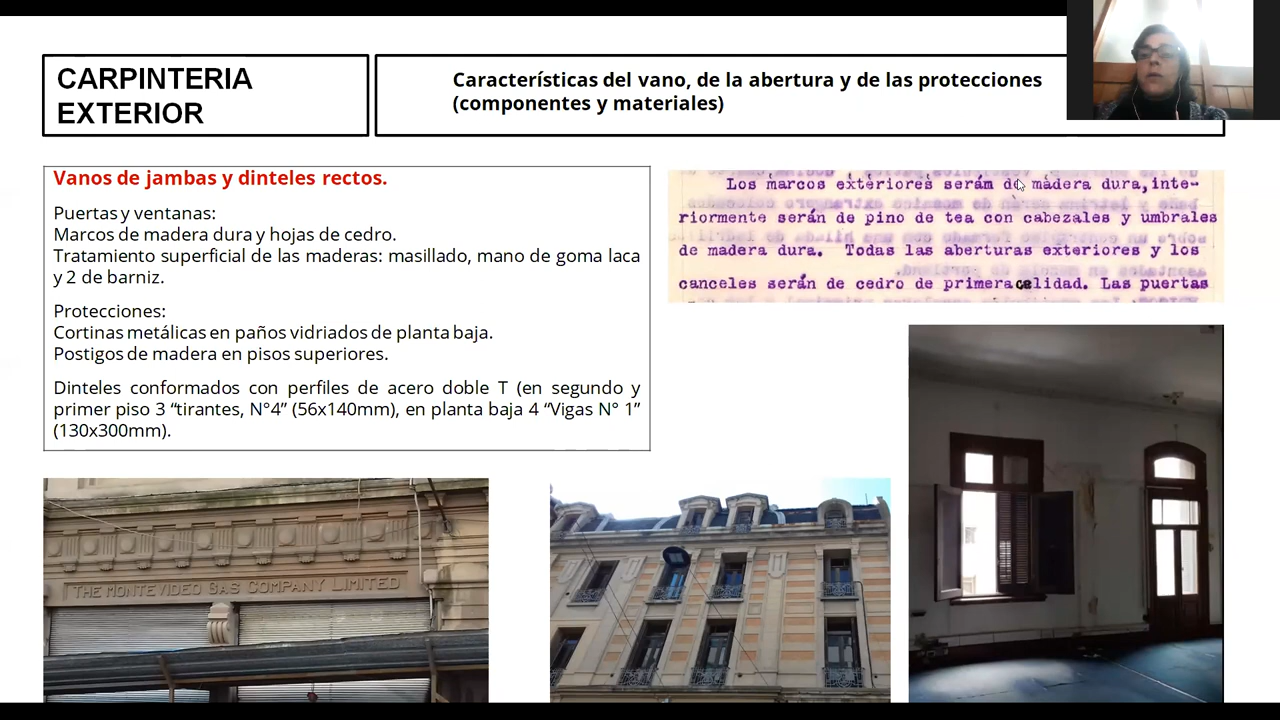 CARPINTERIA
EXTERIOR
Características del vano, de la abertura y de las protecciones
(componentes y materiales)
Vanos de jambas y dinteles rectos.
Puertas y ventanas:
Marcos de madera dura y hojas de cedro.
Tratamiento superficial de las maderas: masillado, mano de goma laca
y 2 de barniz.
Protecciones:
Cortinas metálicas en paños vidriados de planta baja.
Postigos de madera en pisos superiores.
Dinteles conformados con perfiles de acero doble T (en segundo y
primer piso 3 “tirantes, N°4” (56x140mm), en planta baja 4 “Vigas N° 1”
(130x300mm).
Los marcos exteriores serám de madera dura,inte-
riormente serán de pino de tea con cabezales y umbrales
de madera dura. Todas las aberturas exteriores y los
canceles serán de cedro de primera calidad. Las puertas
THE MONTEVIDEO GAS COMPANY LIMITED